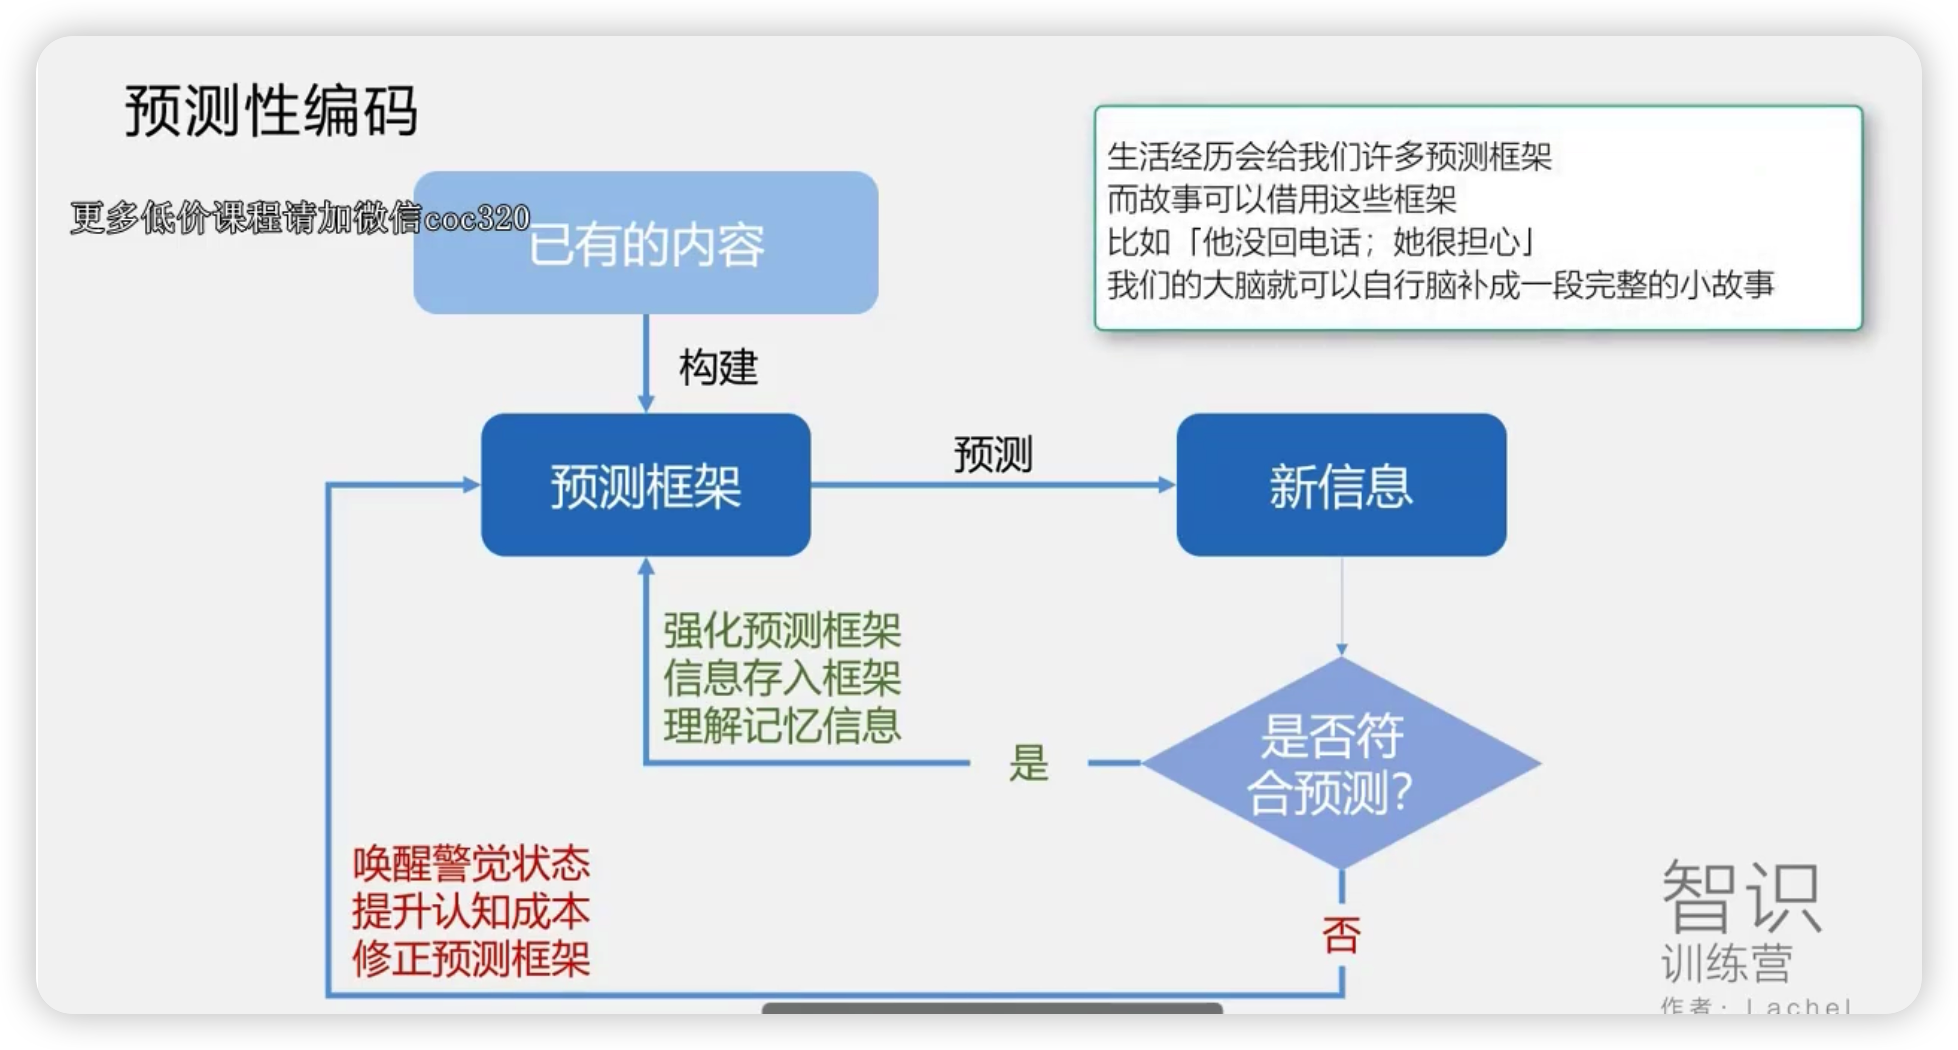 预测性编码
更多低价课程请加微信coc320
已有的内容
生活经历会给我们许多预测框架
而故事可以借用这些框架
比如「他没回电话；她很担心」
我们的大脑就可以自行脑补成一段完整的小故事
构建
预测框架
预测
新信息
强化预测框架
信息存入框架
理解记忆信息
是
是否符
合预测？
唤醒警觉状态
提升认知成本
修正预测框架
否
智识
训练营
作者：Lachel